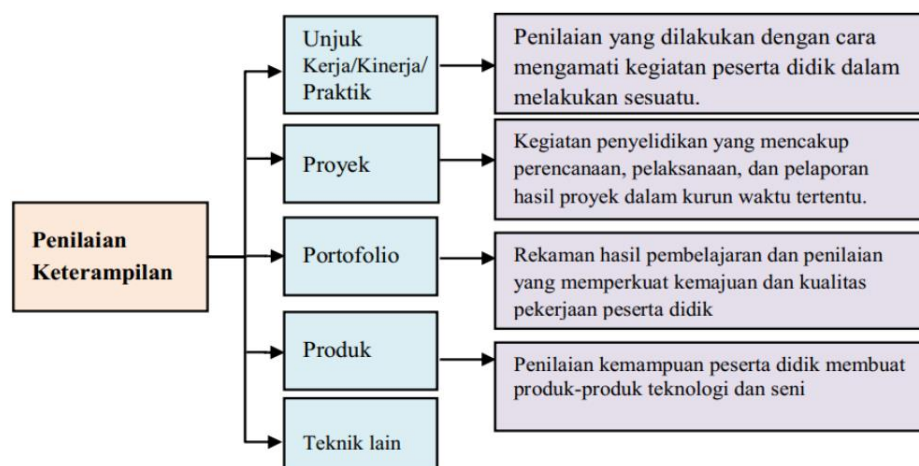 Penilaian
Keterampilan
Unjuk
Kerja/Kinerja/
Praktik
Penilaian yang dilakukan dengan cara
mengamati kegiatan peserta didik dalam
melakukan sesuatu.
Proyek
Kegiatan penyelidikan yang mencakup
perencanaan, pelaksanaan, dan pelaporan
hasil proyek dalam kurun waktu tertentu.
Portofolio
Rekaman hasil pembelajaran dan penilaian
yang memperkuat kemajuan dan kualitas
pekerjaan peserta didik
Produk
Penilaian kemampuan peserta didik membuat
produk-produk teknologi dan seni
Teknik lain